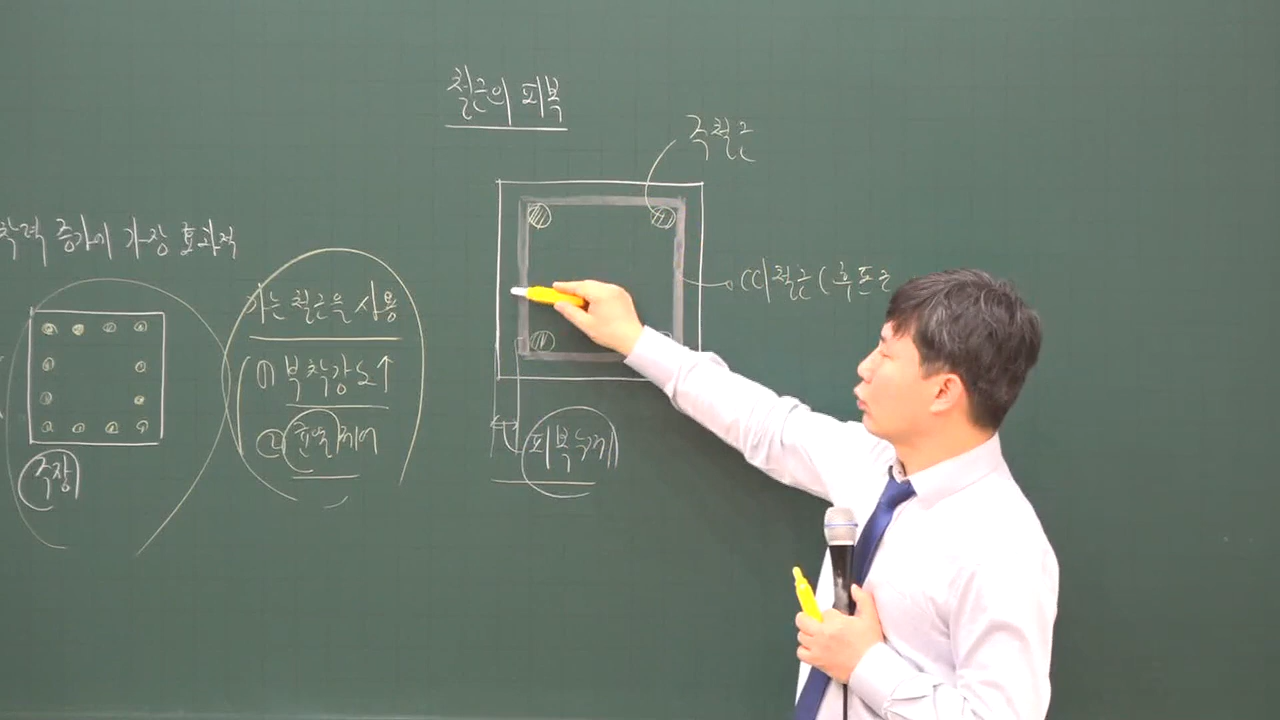 철근의 피복
주철근
띠철근(후프근
부착력 증가에 가장 효과적
가는 철근을 사용
① 부착강도↑
② 균열제어
주장
피복두께